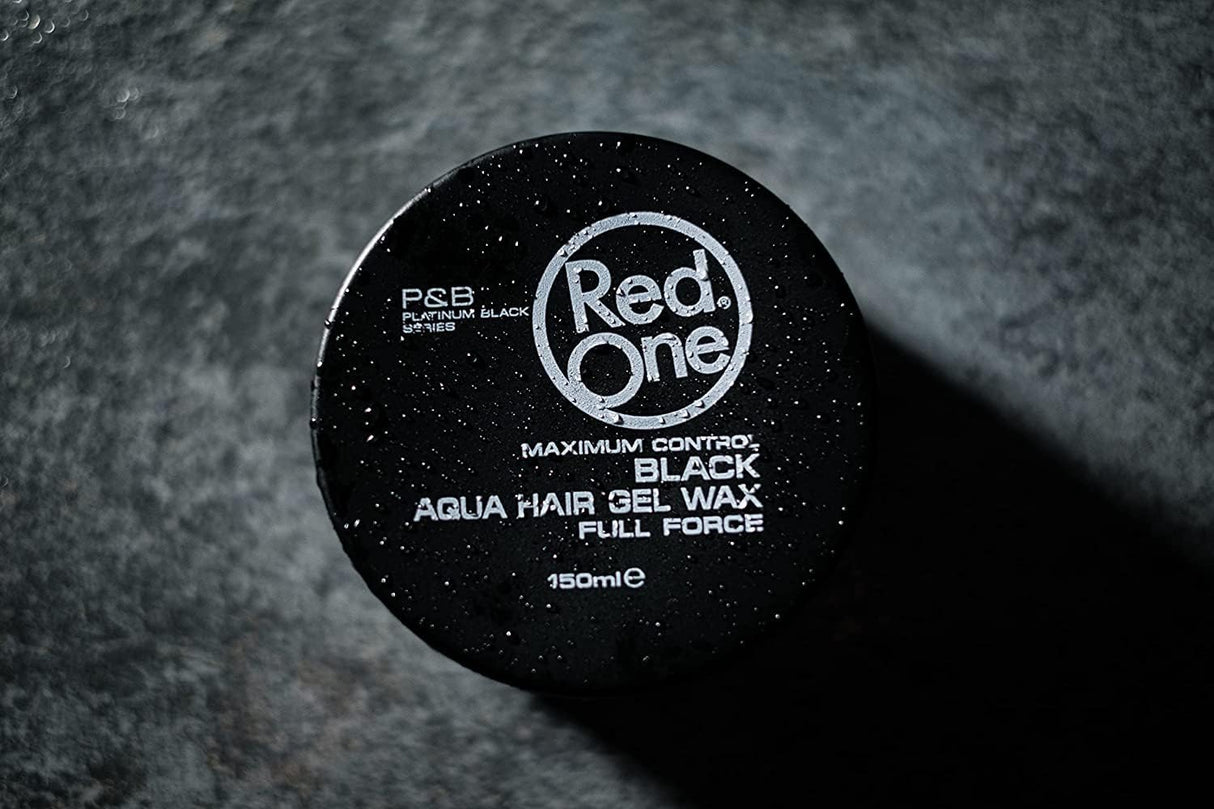 P&B
PLATINUM BLACK
SERIES
Red®
One
MAXIMUM CONTROL
BLACK
AQUA HAIR GEL WAX
FULL FORCE
150ml℮